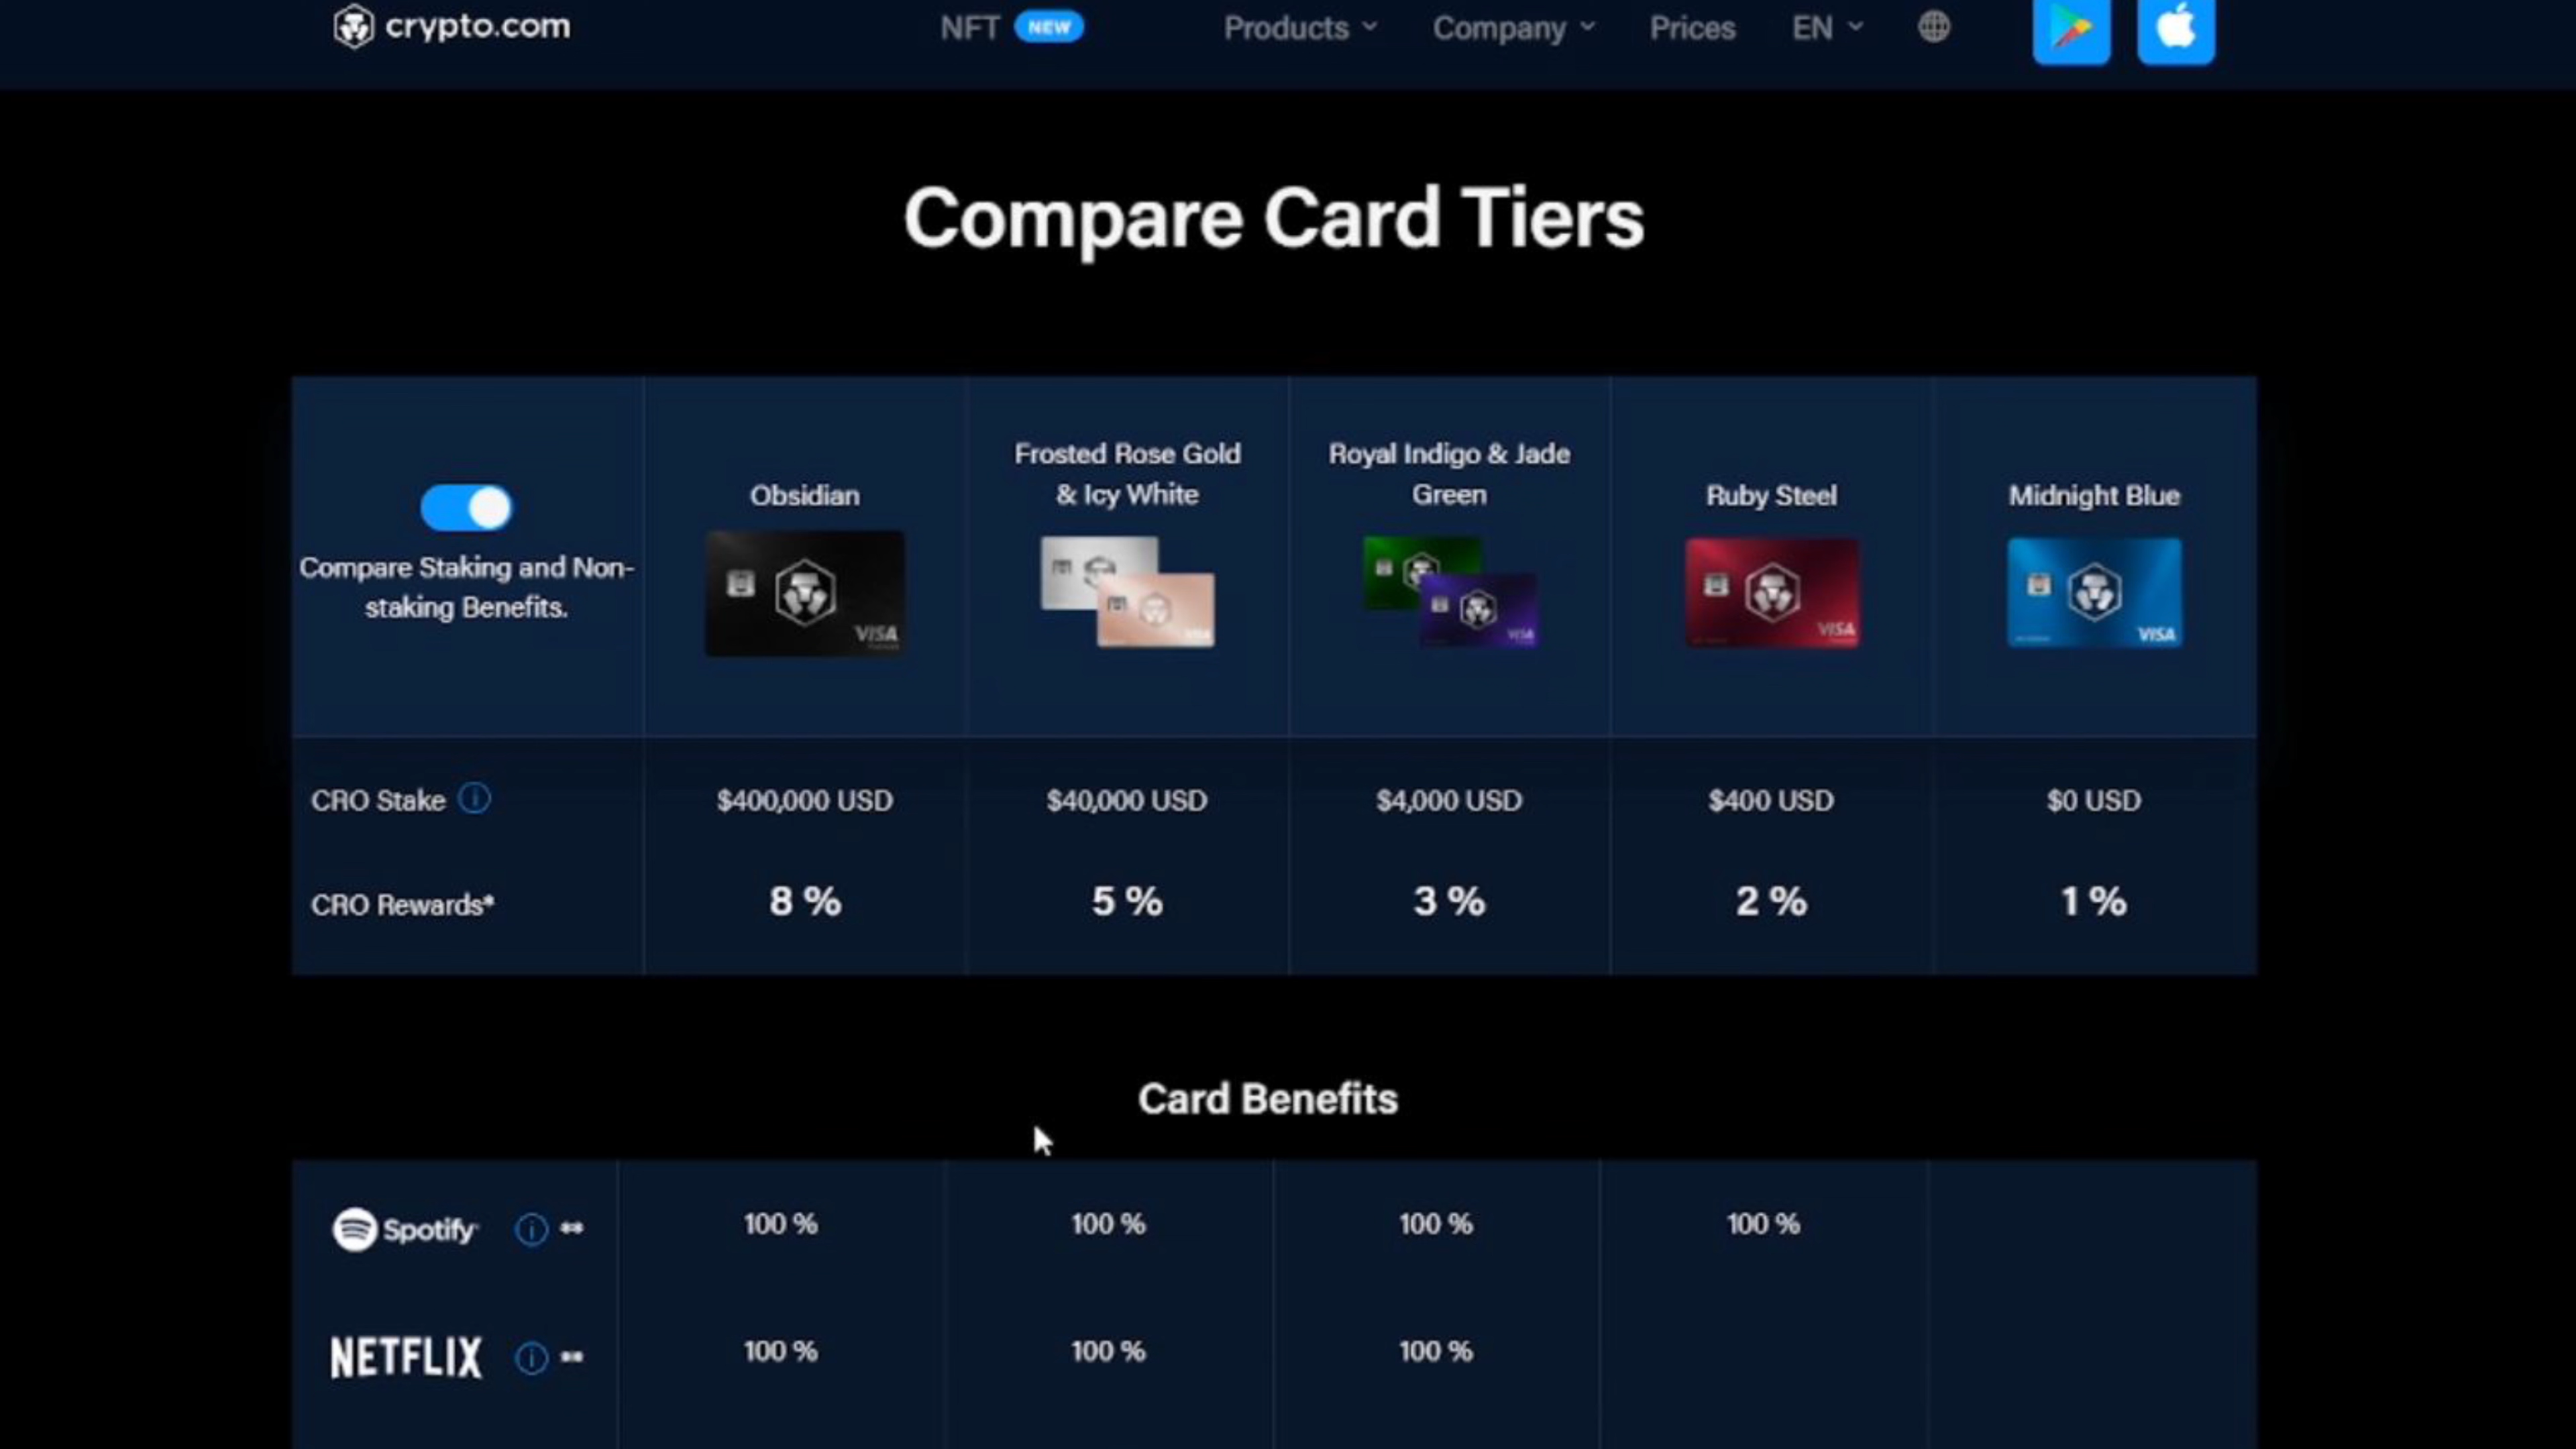 crypto.com
NFT NEW Products Company Prices EN
Compare Card Tiers
Compare Staking and Non-
staking Benefits.
Obsidian
VISA
Frosted Rose Gold
& Icy White
VISA
Royal Indigo & Jade
Green
VISA
Ruby Steel
VISA
Midnight Blue
VISA
CRO Stake $400,000 USD $40,000 USD $4,000 USD $400 USD $0 USD
CRO Rewards* 8 % 5 % 3 % 2 % 1 %
Card Benefits
Spotify ** 100 % 100 % 100 % 100 %
NETFLIX ** 100 % 100 % 100 %